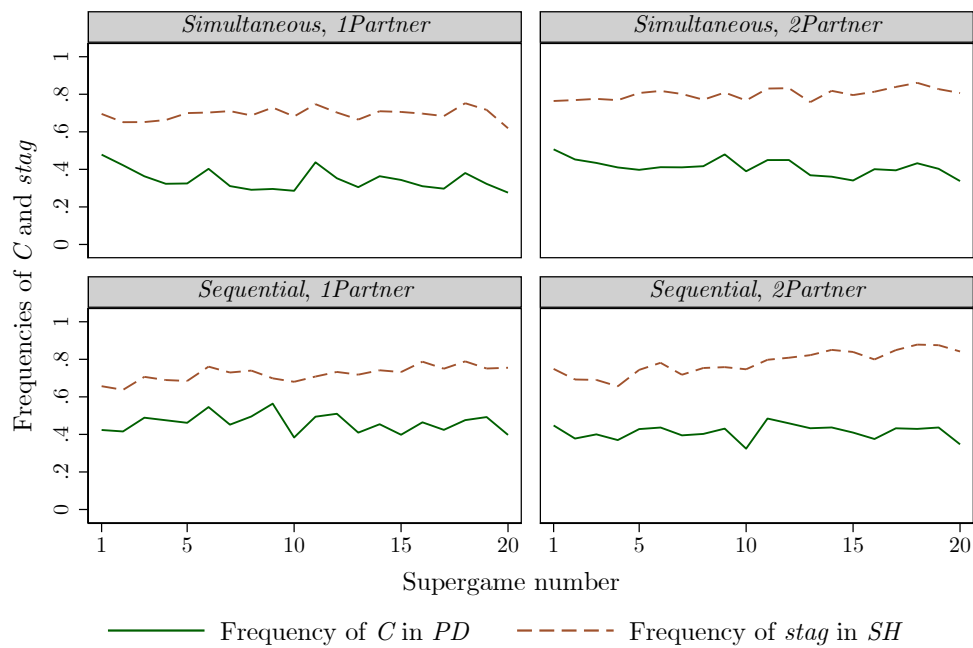 Simultaneous, 1Partner
Simultaneous, 2Partner
1
.8
.6
.4
.2
0
Sequential, 1Partner
Sequential, 2Partner
1
.8
.6
.4
.2
0
Frequencies of C and stag
1 5 10 15 20
1 5 10 15 20
Supergame number
Frequency of C in PD
Frequency of stag in SH